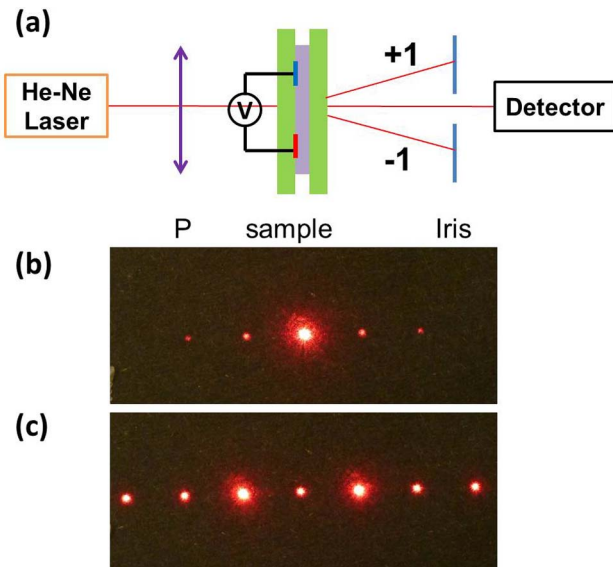 (a)
He-Ne
Laser
V
+1
-1
Detector
P sample Iris
(b)
(c)